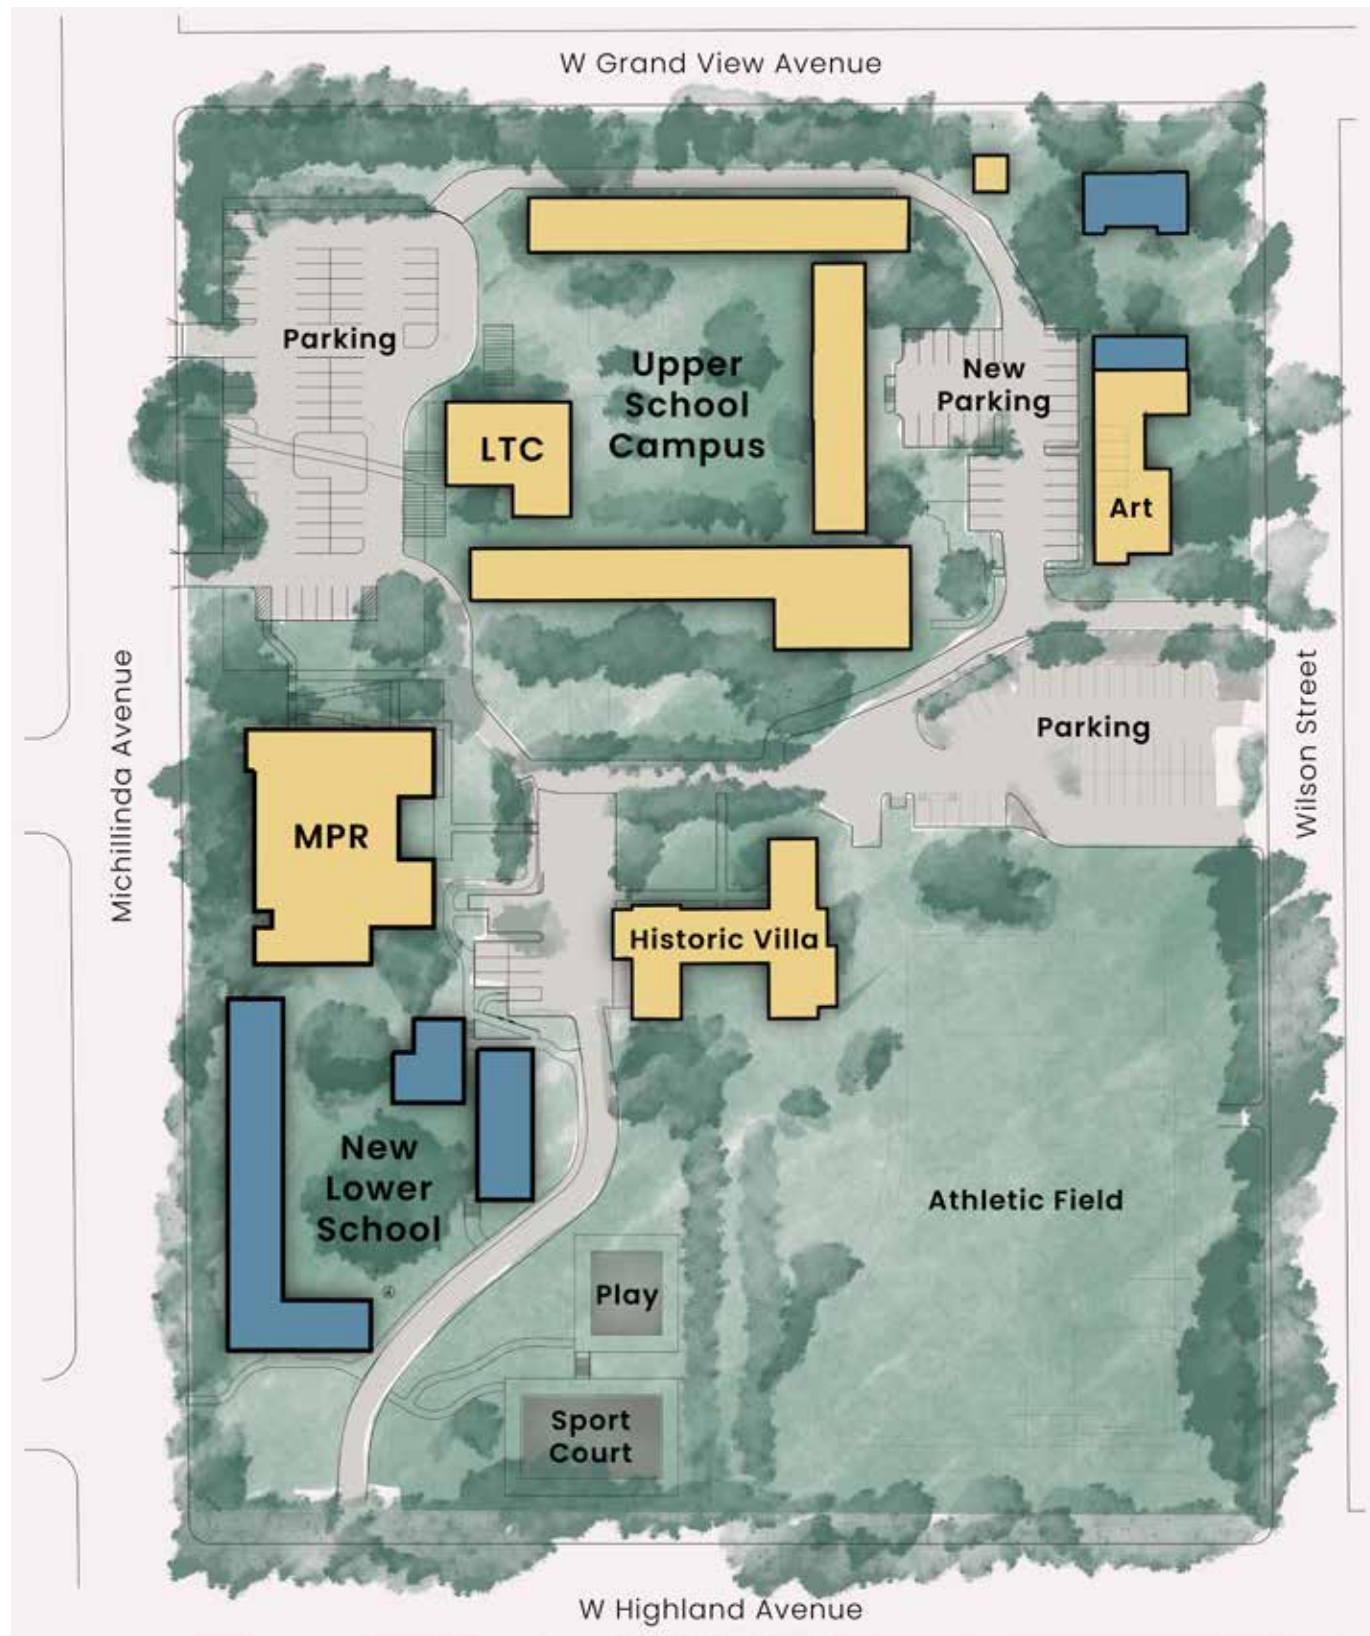 W Grand View Avenue
Parking
Upper
School
Campus
New
Parking
LTC
Art
Michillinda Avenue
Wilson Street
Parking
MPR
Historic Villa
New
Lower
School
Athletic Field
Play
Sport
Court
W Highland Avenue